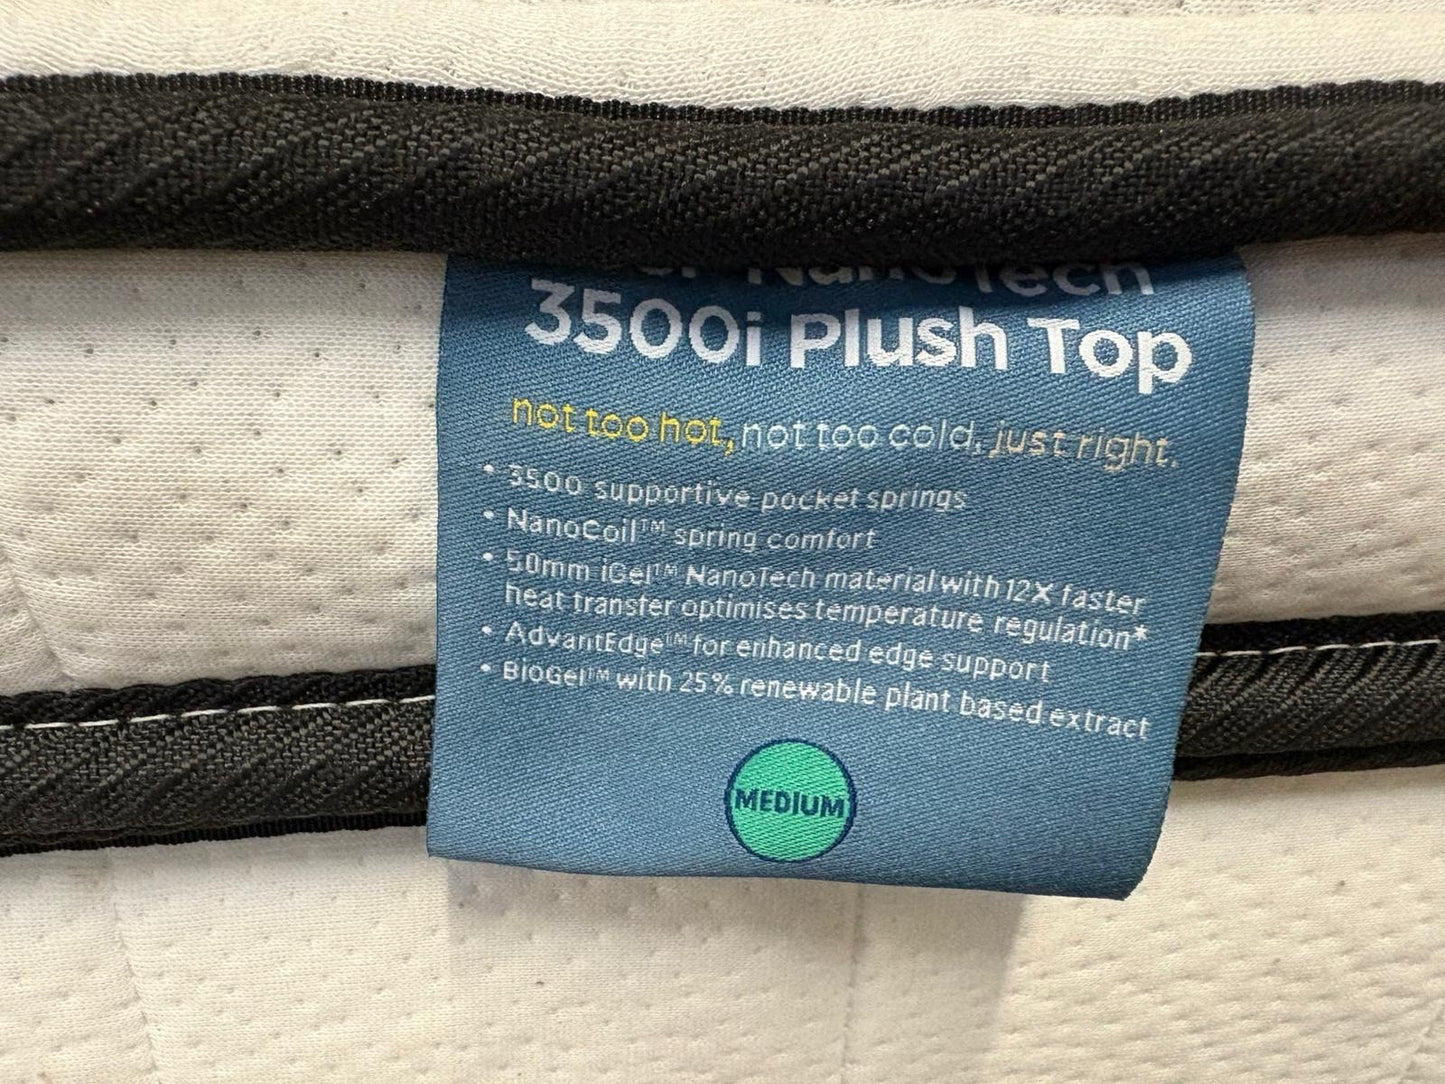 NanoTech
3500i Plush Top
not too hot, not too cold, just right.
• 3500 supportive pocket springs
• NanoCoil™ spring comfort
• 50mm iGel™ NanoTech material with 12X faster
heat transfer optimises temperature regulation*
• AdvantEdge™ for enhanced edge support
• BioGel™ with 25% renewable plant based extract
MEDIUM